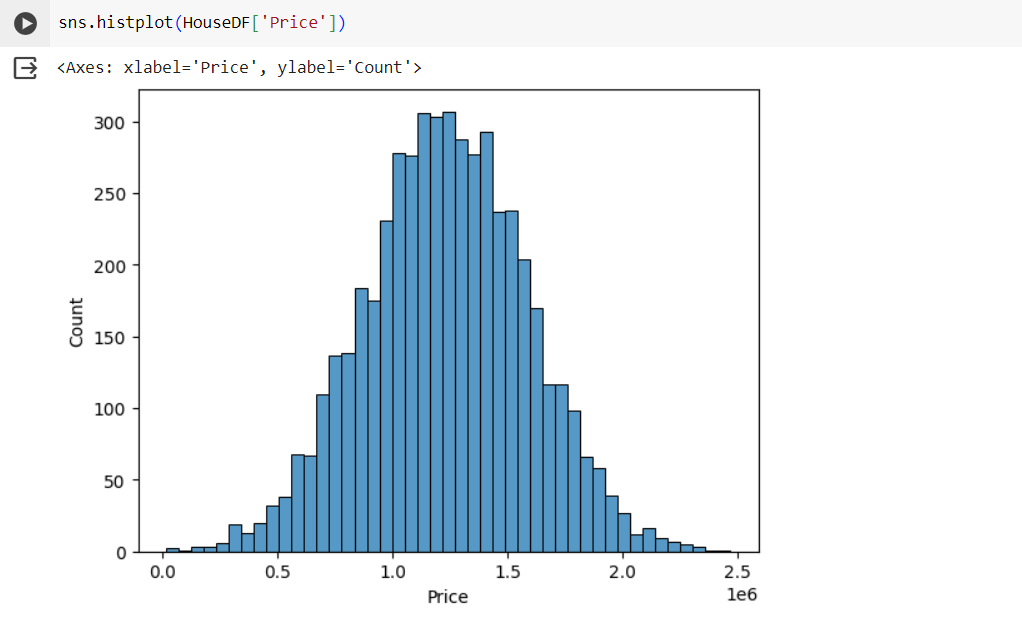 sns.histplot(HouseDF['Price'])
<Axes: xlabel='Price', ylabel='Count'>
300
250
200
150
100
50
0
Count
0.0 0.5 1.0 1.5 2.0 2.5
1e6
Price